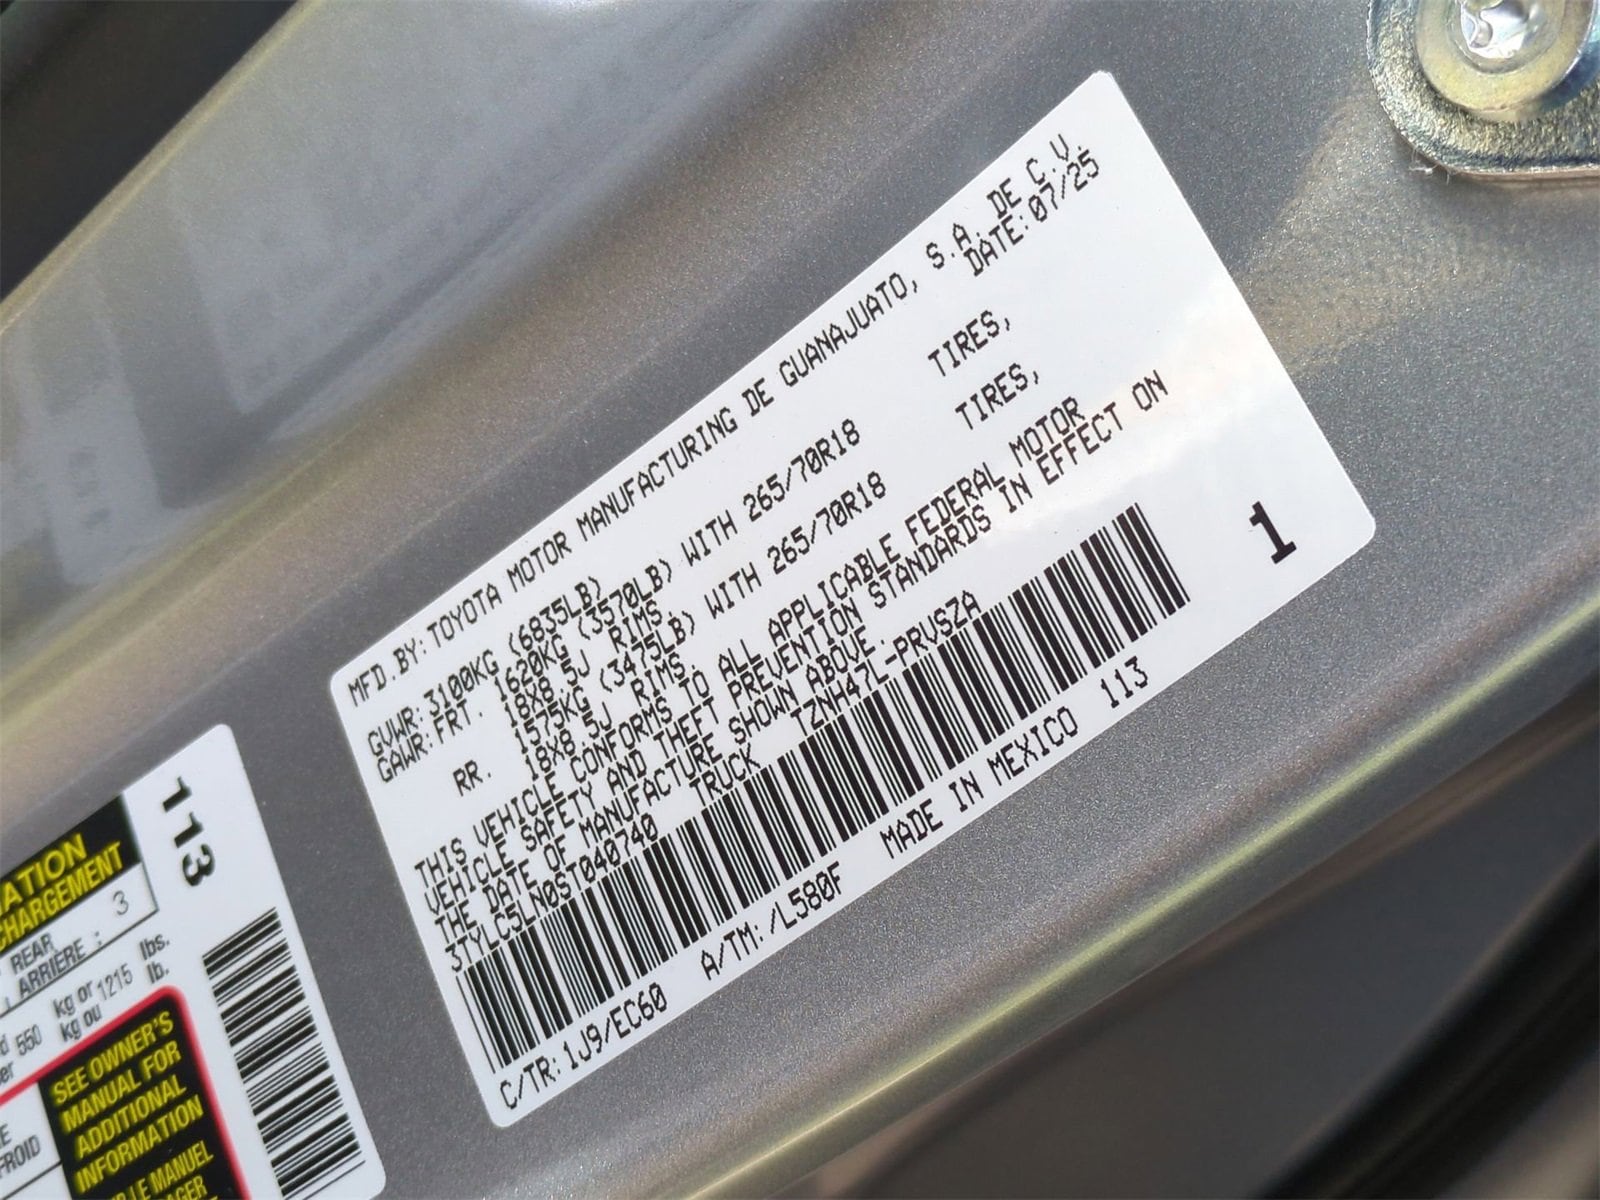 MFD.BY:TOYOTA MOTOR MANUFACTURING DE GUANAJUATO, S.A. DE C.V.
DATE:07/25
GVWR:3100KG (6835LB)
GAWR:FRT. 1620KG (3570LB) WITH 265/70R18 TIRES,
18X8.5J RIMS,
RR. 1575KG (3475LB) WITH 265/70R18 TIRES,
18X8.5J RIMS.
THIS VEHICLE CONFORMS TO ALL APPLICABLE FEDERAL MOTOR
VEHICLE SAFETY AND THEFT PREVENTION STANDARDS IN EFFECT ON
THE DATE OF MANUFACTURE SHOWN ABOVE.
3TYLC5LN0ST040740 TRUCK TZNH47L-PRVSZA
1
C/TR:1J9/EC60 A/TM:/L580F MADE IN MEXICO 113
113
CHARGEMENT
REAR
ARRIÈRE : 3
550 kg or 1215 lbs.
kg ou lb.
SEE OWNER'S
MANUAL FOR
ADDITIONAL
INFORMATION
LE MANUEL